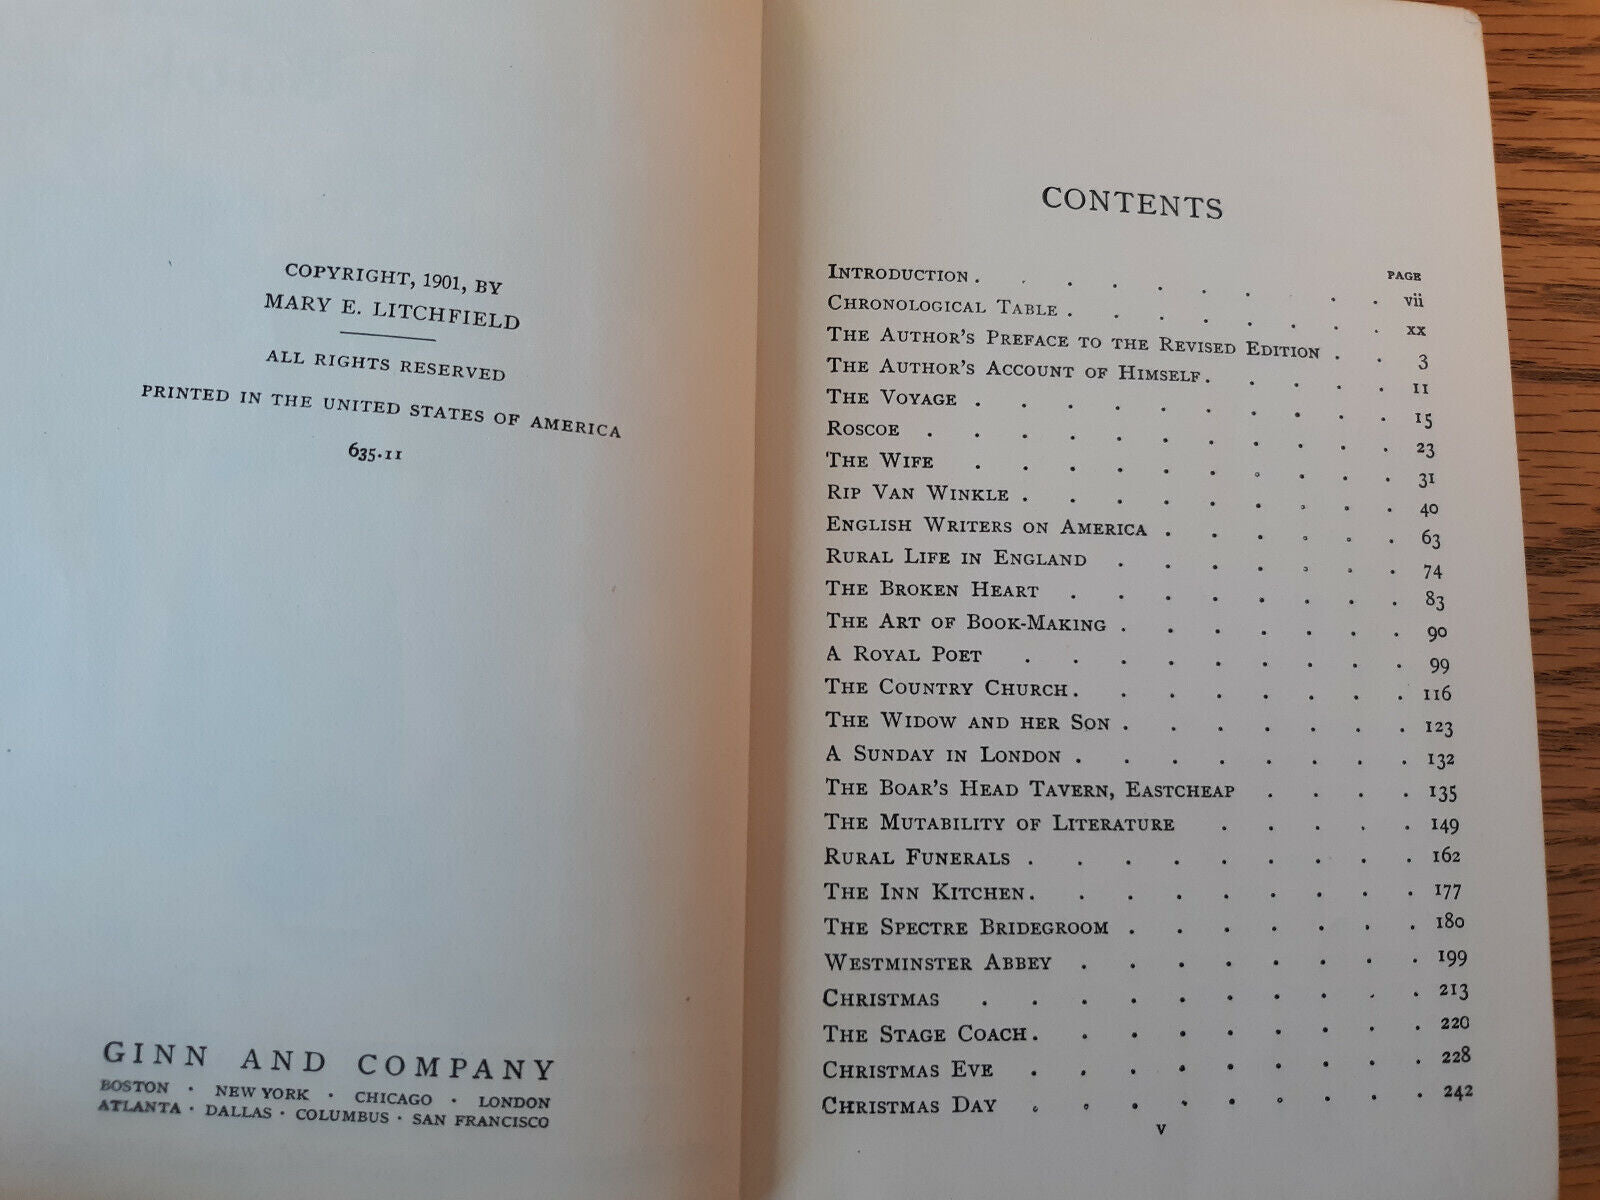 COPYRIGHT, 1901, BY
MARY E. LITCHFIELD
ALL RIGHTS RESERVED
PRINTED IN THE UNITED STATES OF AMERICA
635.11
GINN AND COMPANY
BOSTON · NEW YORK · CHICAGO · LONDON
ATLANTA · DALLAS · COLUMBUS · SAN FRANCISCO
CONTENTS
PAGE
INTRODUCTION . . . . . . . . . vii
CHRONOLOGICAL TABLE . . . . . . . . xx
THE AUTHOR'S PREFACE TO THE REVISED EDITION . . 3
THE AUTHOR'S ACCOUNT OF HIMSELF . . . . . 11
THE VOYAGE . . . . . . . . . . 15
ROSCOE . . . . . . . . . . . 23
THE WIFE . . . . . . . . . . 31
RIP VAN WINKLE . . . . . . . . . 40
ENGLISH WRITERS ON AMERICA . . . . . . 63
RURAL LIFE IN ENGLAND . . . . . . . 74
THE BROKEN HEART . . . . . . . . 83
THE ART OF BOOK-MAKING . . . . . . . 90
A ROYAL POET . . . . . . . . . 99
THE COUNTRY CHURCH . . . . . . . . 116
THE WIDOW AND HER SON . . . . . . . 123
A SUNDAY IN LONDON . . . . . . . . 132
THE BOAR'S HEAD TAVERN, EASTCHEAP . . . . 135
THE MUTABILITY OF LITERATURE . . . . . 149
RURAL FUNERALS . . . . . . . . . 162
THE INN KITCHEN . . . . . . . . . 177
THE SPECTRE BRIDEGROOM . . . . . . . 180
WESTMINSTER ABBEY . . . . . . . . 199
CHRISTMAS . . . . . . . . . . 213
THE STAGE COACH . . . . . . . . . 220
CHRISTMAS EVE . . . . . . . . . 228
CHRISTMAS DAY . . . . . . . . . 242
v